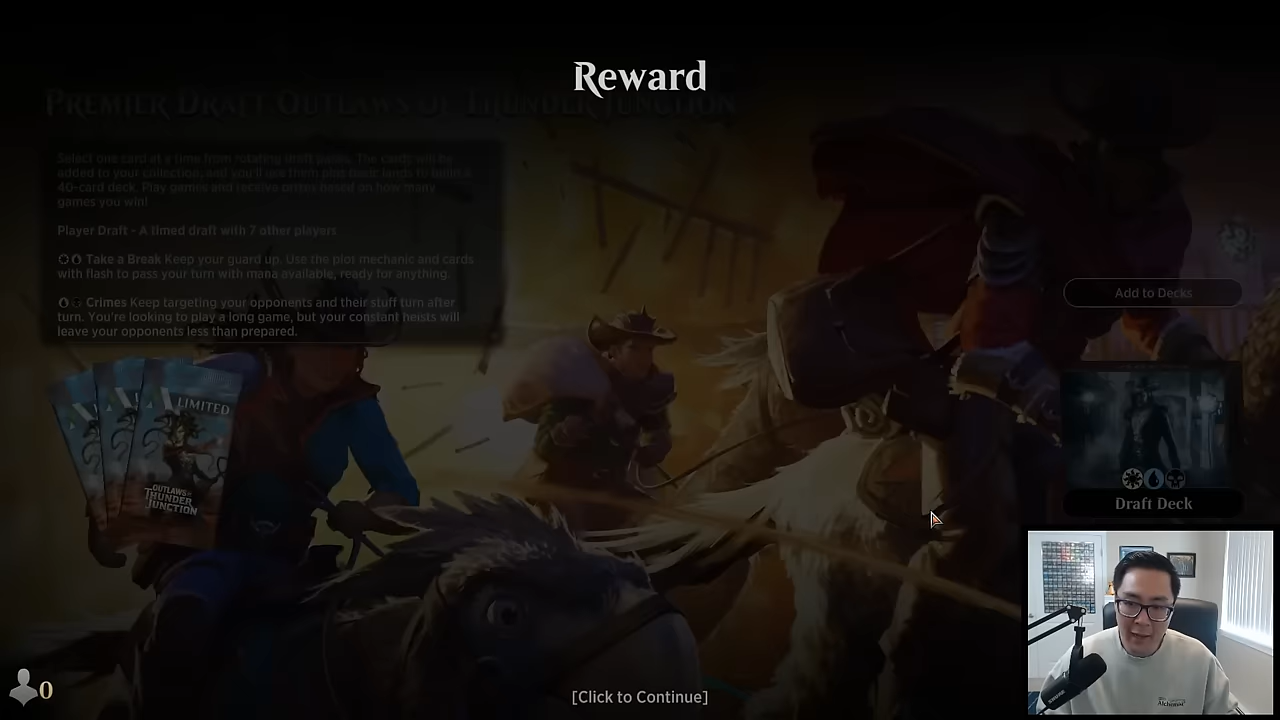 Reward
PREMIER DRAFT OUTLAWS OF THUNDER JUNCTION
Select one card at a time from rotating draft packs. The cards will be
added to your collection, and you'll use them plus basic lands to build a
40-card deck. Play games and receive prizes based on how many
games you win!
Player Draft - A timed draft with 7 other players
Take a Break Keep your guard up. Use the plot mechanic and cards
with flash to pass your turn with mana available, ready for anything.
Crimes Keep targeting your opponents and their stuff turn after
turn. You're looking to play a long game, but your constant heists will
leave your opponents less than prepared.
Add to Decks
LIMITED
OUTLAWS OF
THUNDER
JUNCTION
Draft Deck
0
[Click to Continue]